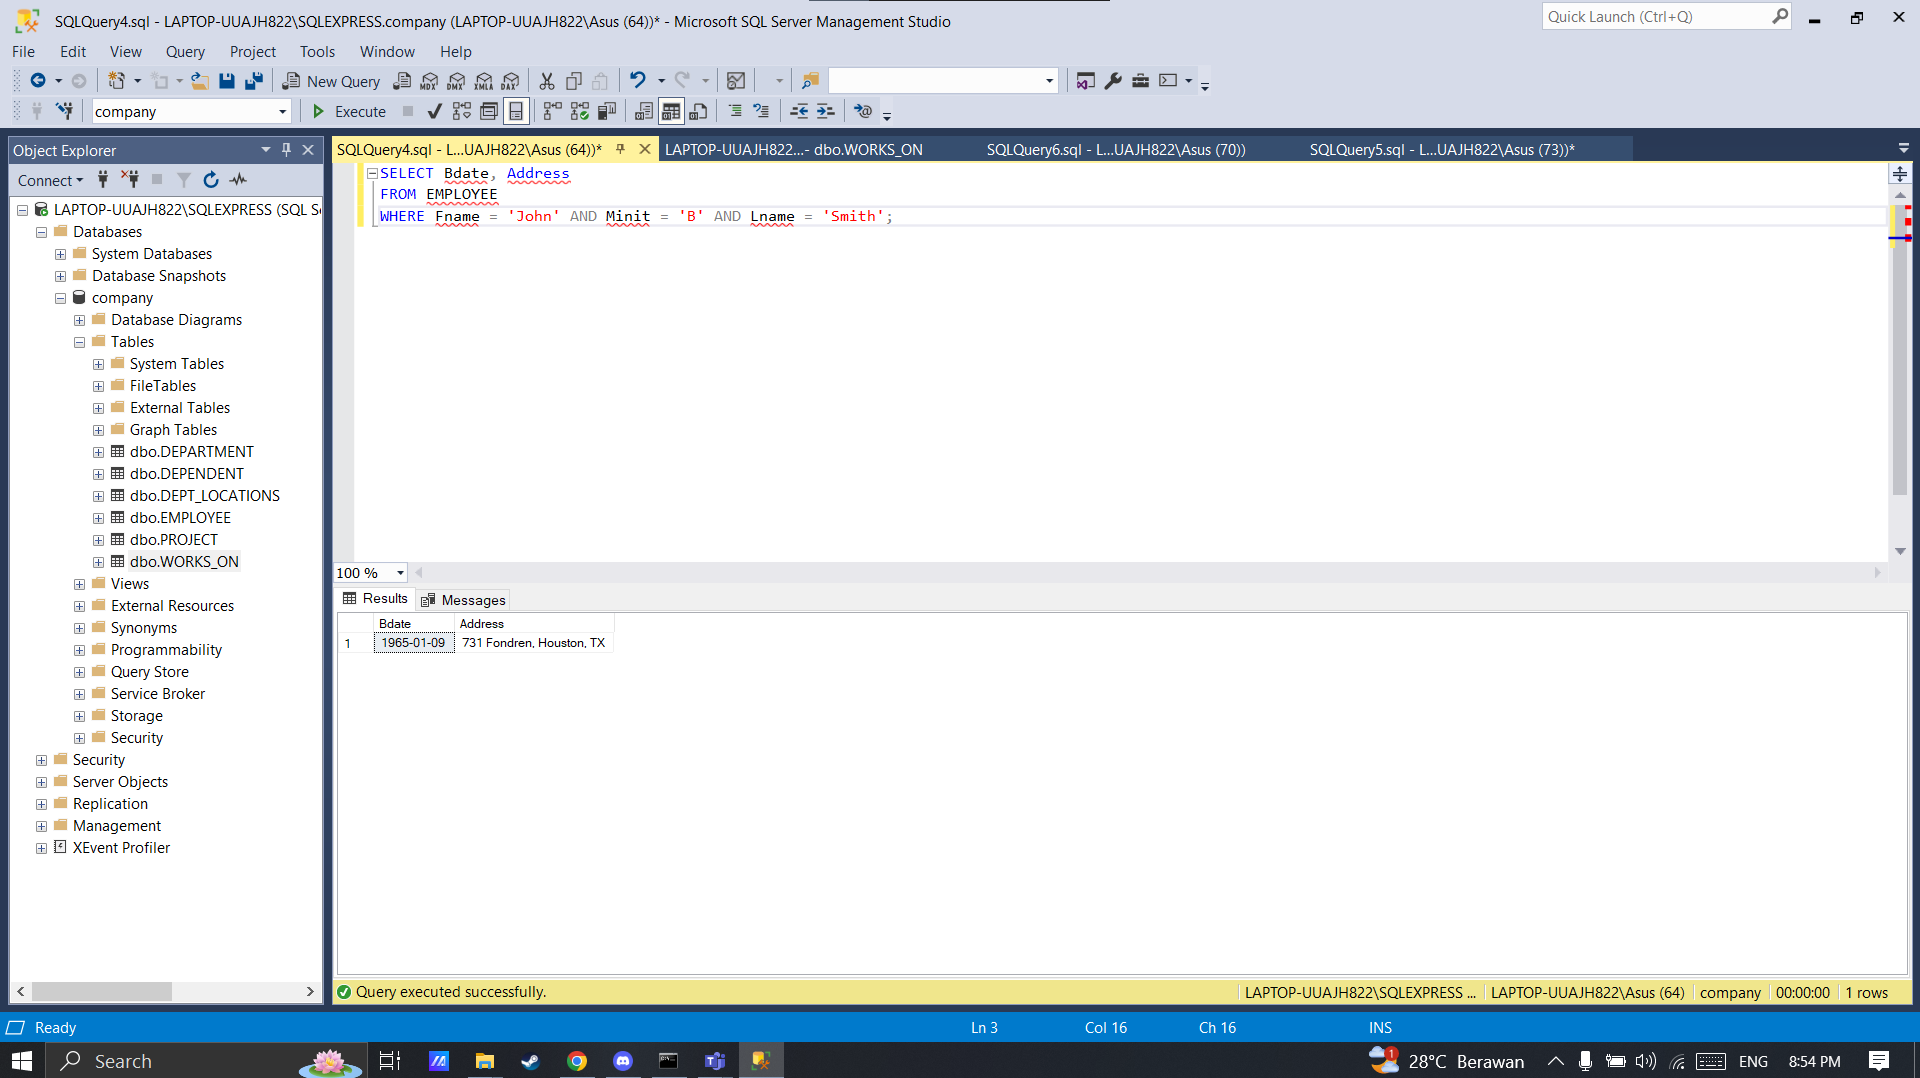 SQLQuery4.sql - LAPTOP-UUAJH822\SQLEXPRESS.company (LAPTOP-UUAJH822\Asus (64))* - Microsoft SQL Server Management Studio
Quick Launch (Ctrl+Q)
File Edit View Query Project Tools Window Help
New Query MDX DMX XMLA DAX
company Execute
Object Explorer
Connect
LAPTOP-UUAJH822\SQLEXPRESS (SQL S
Databases
System Databases
Database Snapshots
company
Database Diagrams
Tables
System Tables
FileTables
External Tables
Graph Tables
dbo.DEPARTMENT
dbo.DEPENDENT
dbo.DEPT_LOCATIONS
dbo.EMPLOYEE
dbo.PROJECT
dbo.WORKS_ON
Views
External Resources
Synonyms
Programmability
Query Store
Service Broker
Storage
Security
Security
Server Objects
Replication
Management
XEvent Profiler
SQLQuery4.sql - L...UAJH822\Asus (64))* LAPTOP-UUAJH822...- dbo.WORKS_ON SQLQuery6.sql - L...UAJH822\Asus (70)) SQLQuery5.sql - L...UAJH822\Asus (73))*
SELECT Bdate, Address
FROM EMPLOYEE
WHERE Fname = 'John' AND Minit = 'B' AND Lname = 'Smith';
100 %
Results Messages
Bdate Address
1 1965-01-09 731 Fondren, Houston, TX
Query executed successfully. LAPTOP-UUAJH822\SQLEXPRESS ... LAPTOP-UUAJH822\Asus (64) company 00:00:00 1 rows
Ready Ln 3 Col 16 Ch 16 INS
Search 1 28°C Berawan ENG 8:54 PM